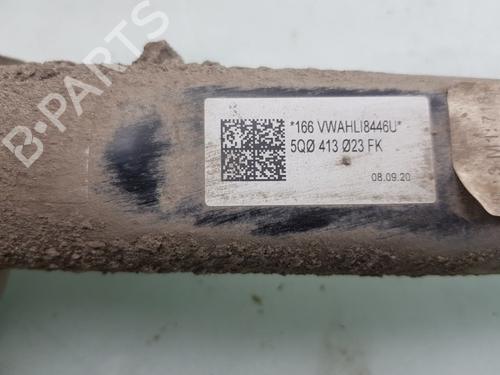 B-PARTS
*166 VWAHLI8446U*
5QØ 413 Ø23 FK
08.09.20